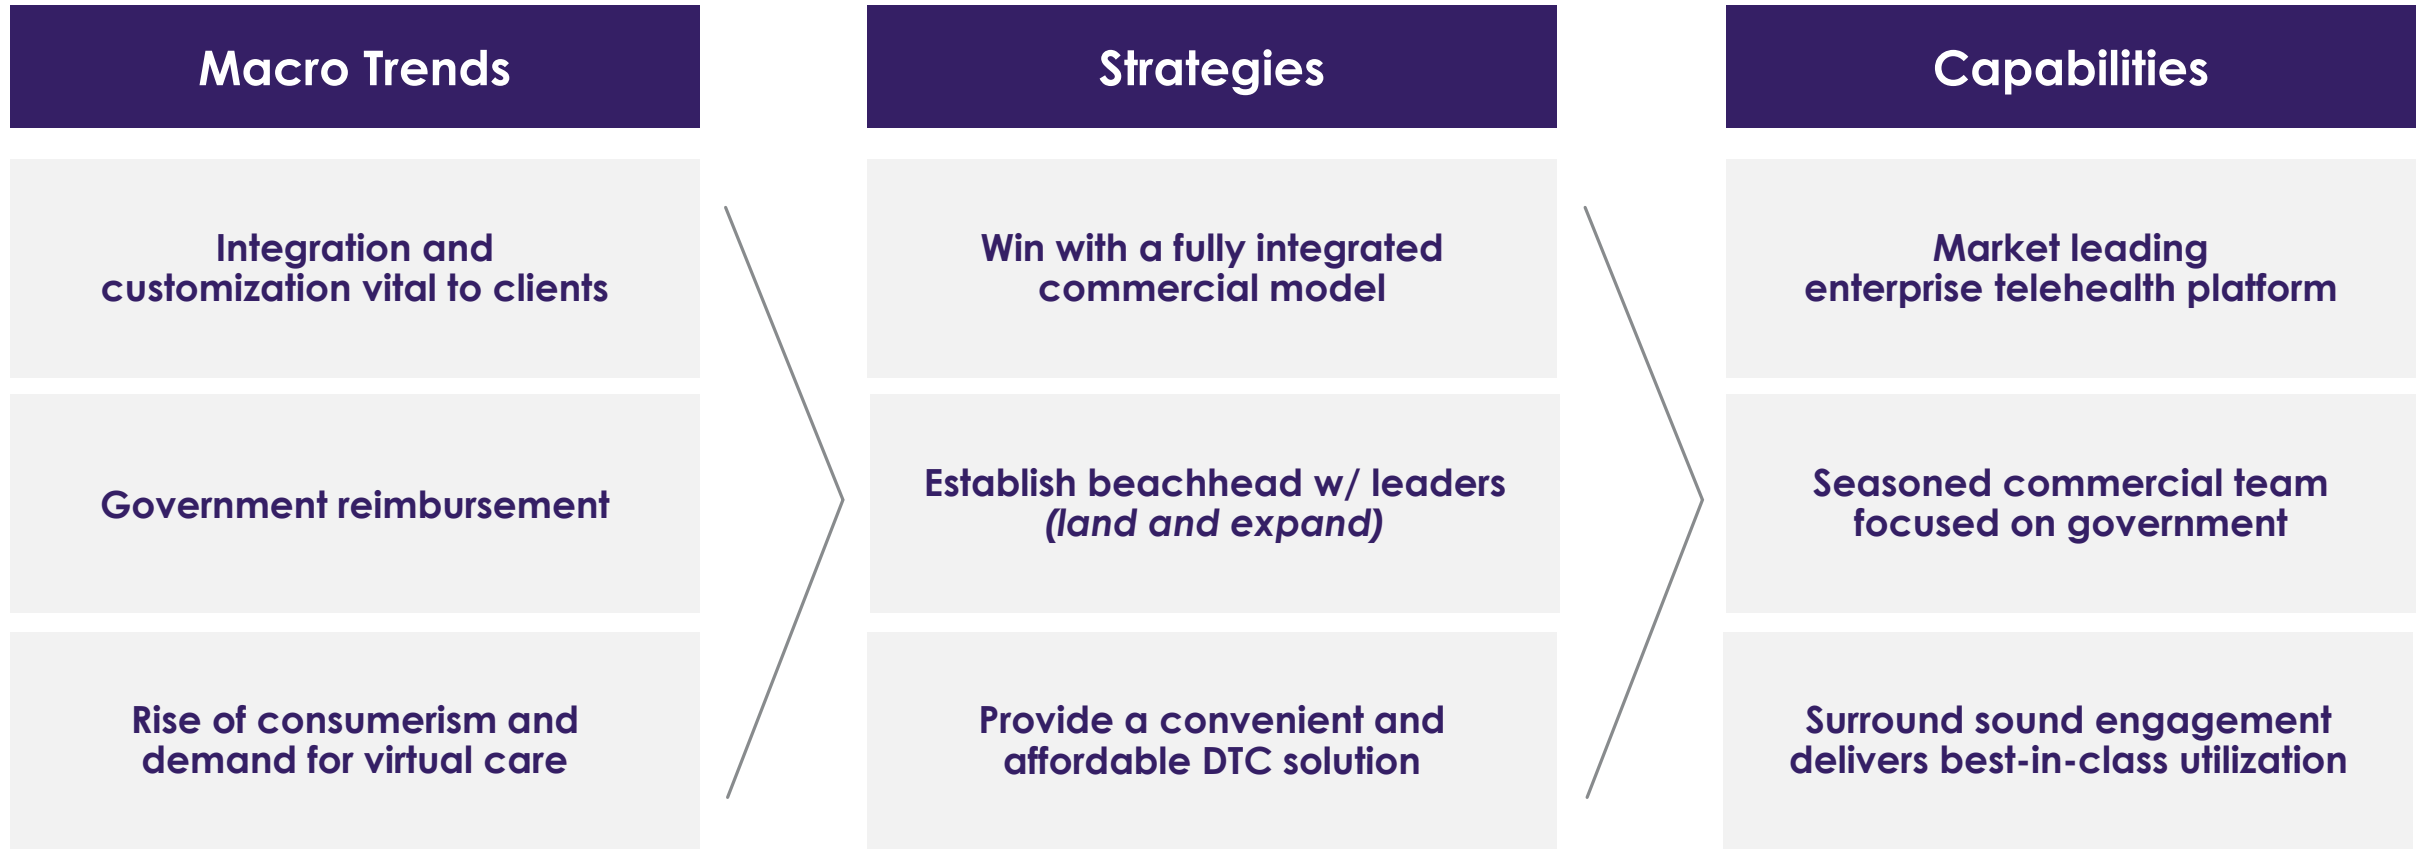 Macro Trends
Integration and
customization vital to clients
Government reimbursement
Rise of consumerism and
demand for virtual care
Strategies
Win with a fully integrated
commercial model
Establish beachhead w/ leaders
(land and expand)
Provide a convenient and
affordable DTC solution
Capabilities
Market leading
enterprise telehealth platform
Seasoned commercial team
focused on government
Surround sound engagement
delivers best-in-class utilization